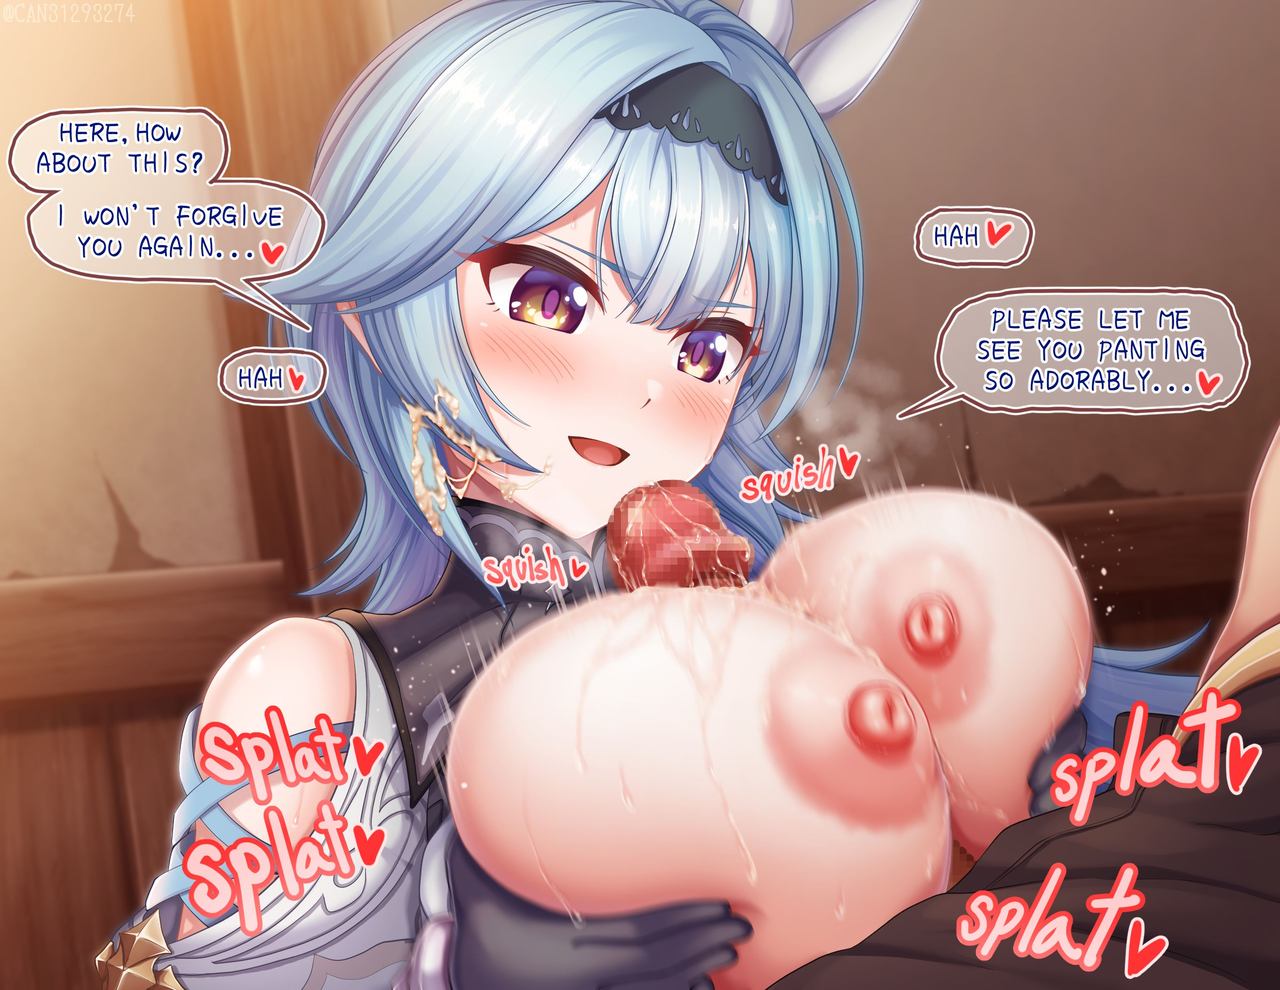 @CAN31293274
HERE, HOW
ABOUT THIS?
I WON'T FORGIVE
YOU AGAIN...♥
HAH♥
HAH♥
PLEASE LET ME
SEE YOU PANTING
SO ADORABLY...♥
squish♥
squish♥
splat♥
splat♥
splat♥
splat♥